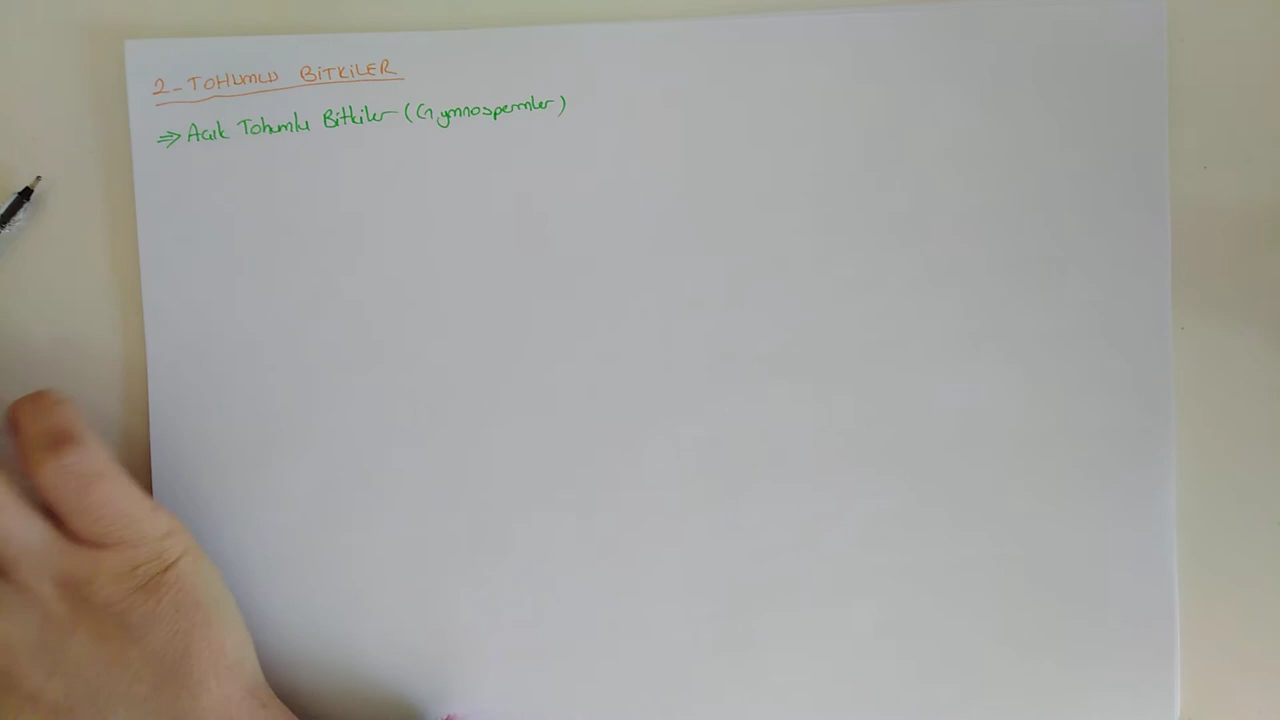 2-TOHUMLU BİTKİLER
⇒ Açık Tohumlu Bitkiler (Gymnospermler)